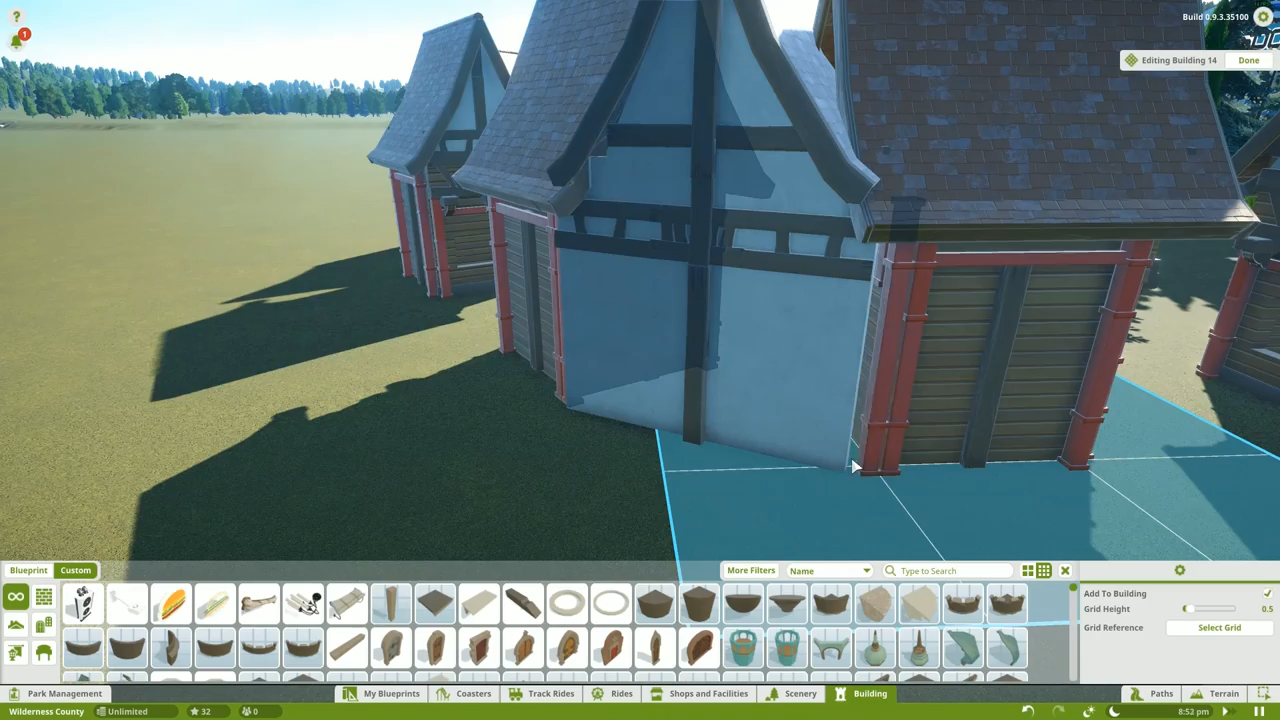 ?
1
Build 0.9.3.35100
Editing Building 14
Done
Blueprint
Custom
More Filters
Name
Type to Search
Add To Building
Grid Height
0.5
Grid Reference
Select Grid
Park Management
My Blueprints
Coasters
Track Rides
Rides
Shops and Facilities
Scenery
Building
Paths
Terrain
Wilderness County
Unlimited
32
0
8:52 pm